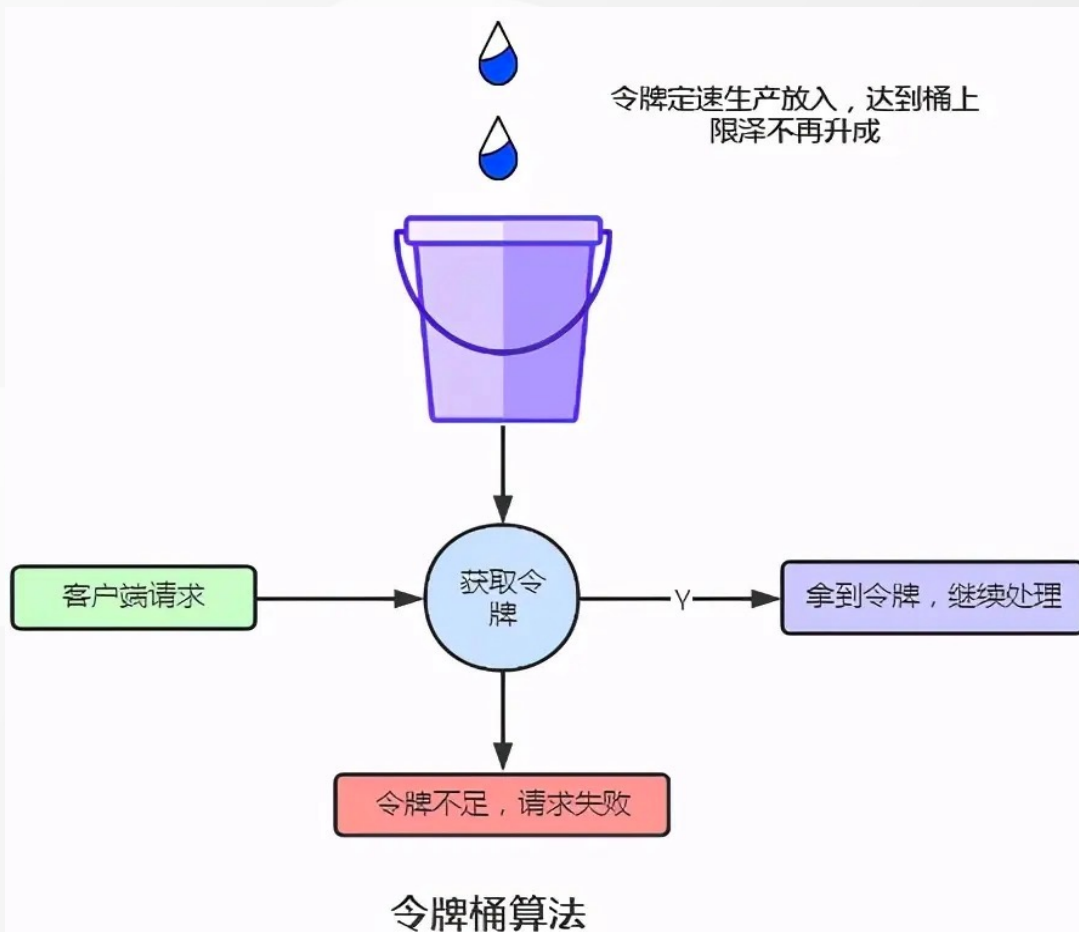 令牌定速生产放入，达到桶上
限泽不再升成
客户端请求
获取令
牌
Y
拿到令牌，继续处理
令牌不足，请求失败
令牌桶算法